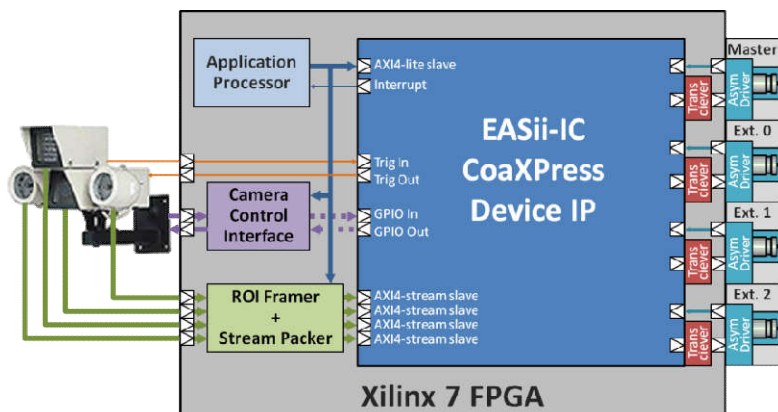 Application
Processor
AXI4-lite slave
Interrupt
EASii-IC
CoaXPress
Device IP
Trig In
Trig Out
Camera
Control
Interface
GPIO In
GPIO Out
ROI Framer
+
Stream Packer
AXI4-stream slave
AXI4-stream slave
AXI4-stream slave
AXI4-stream slave
Master
Trans
ciever
Asym
Driver
Ext. 0
Trans
ciever
Asym
Driver
Ext. 1
Trans
ciever
Asym
Driver
Ext. 2
Trans
ciever
Asym
Driver
Xilinx 7 FPGA